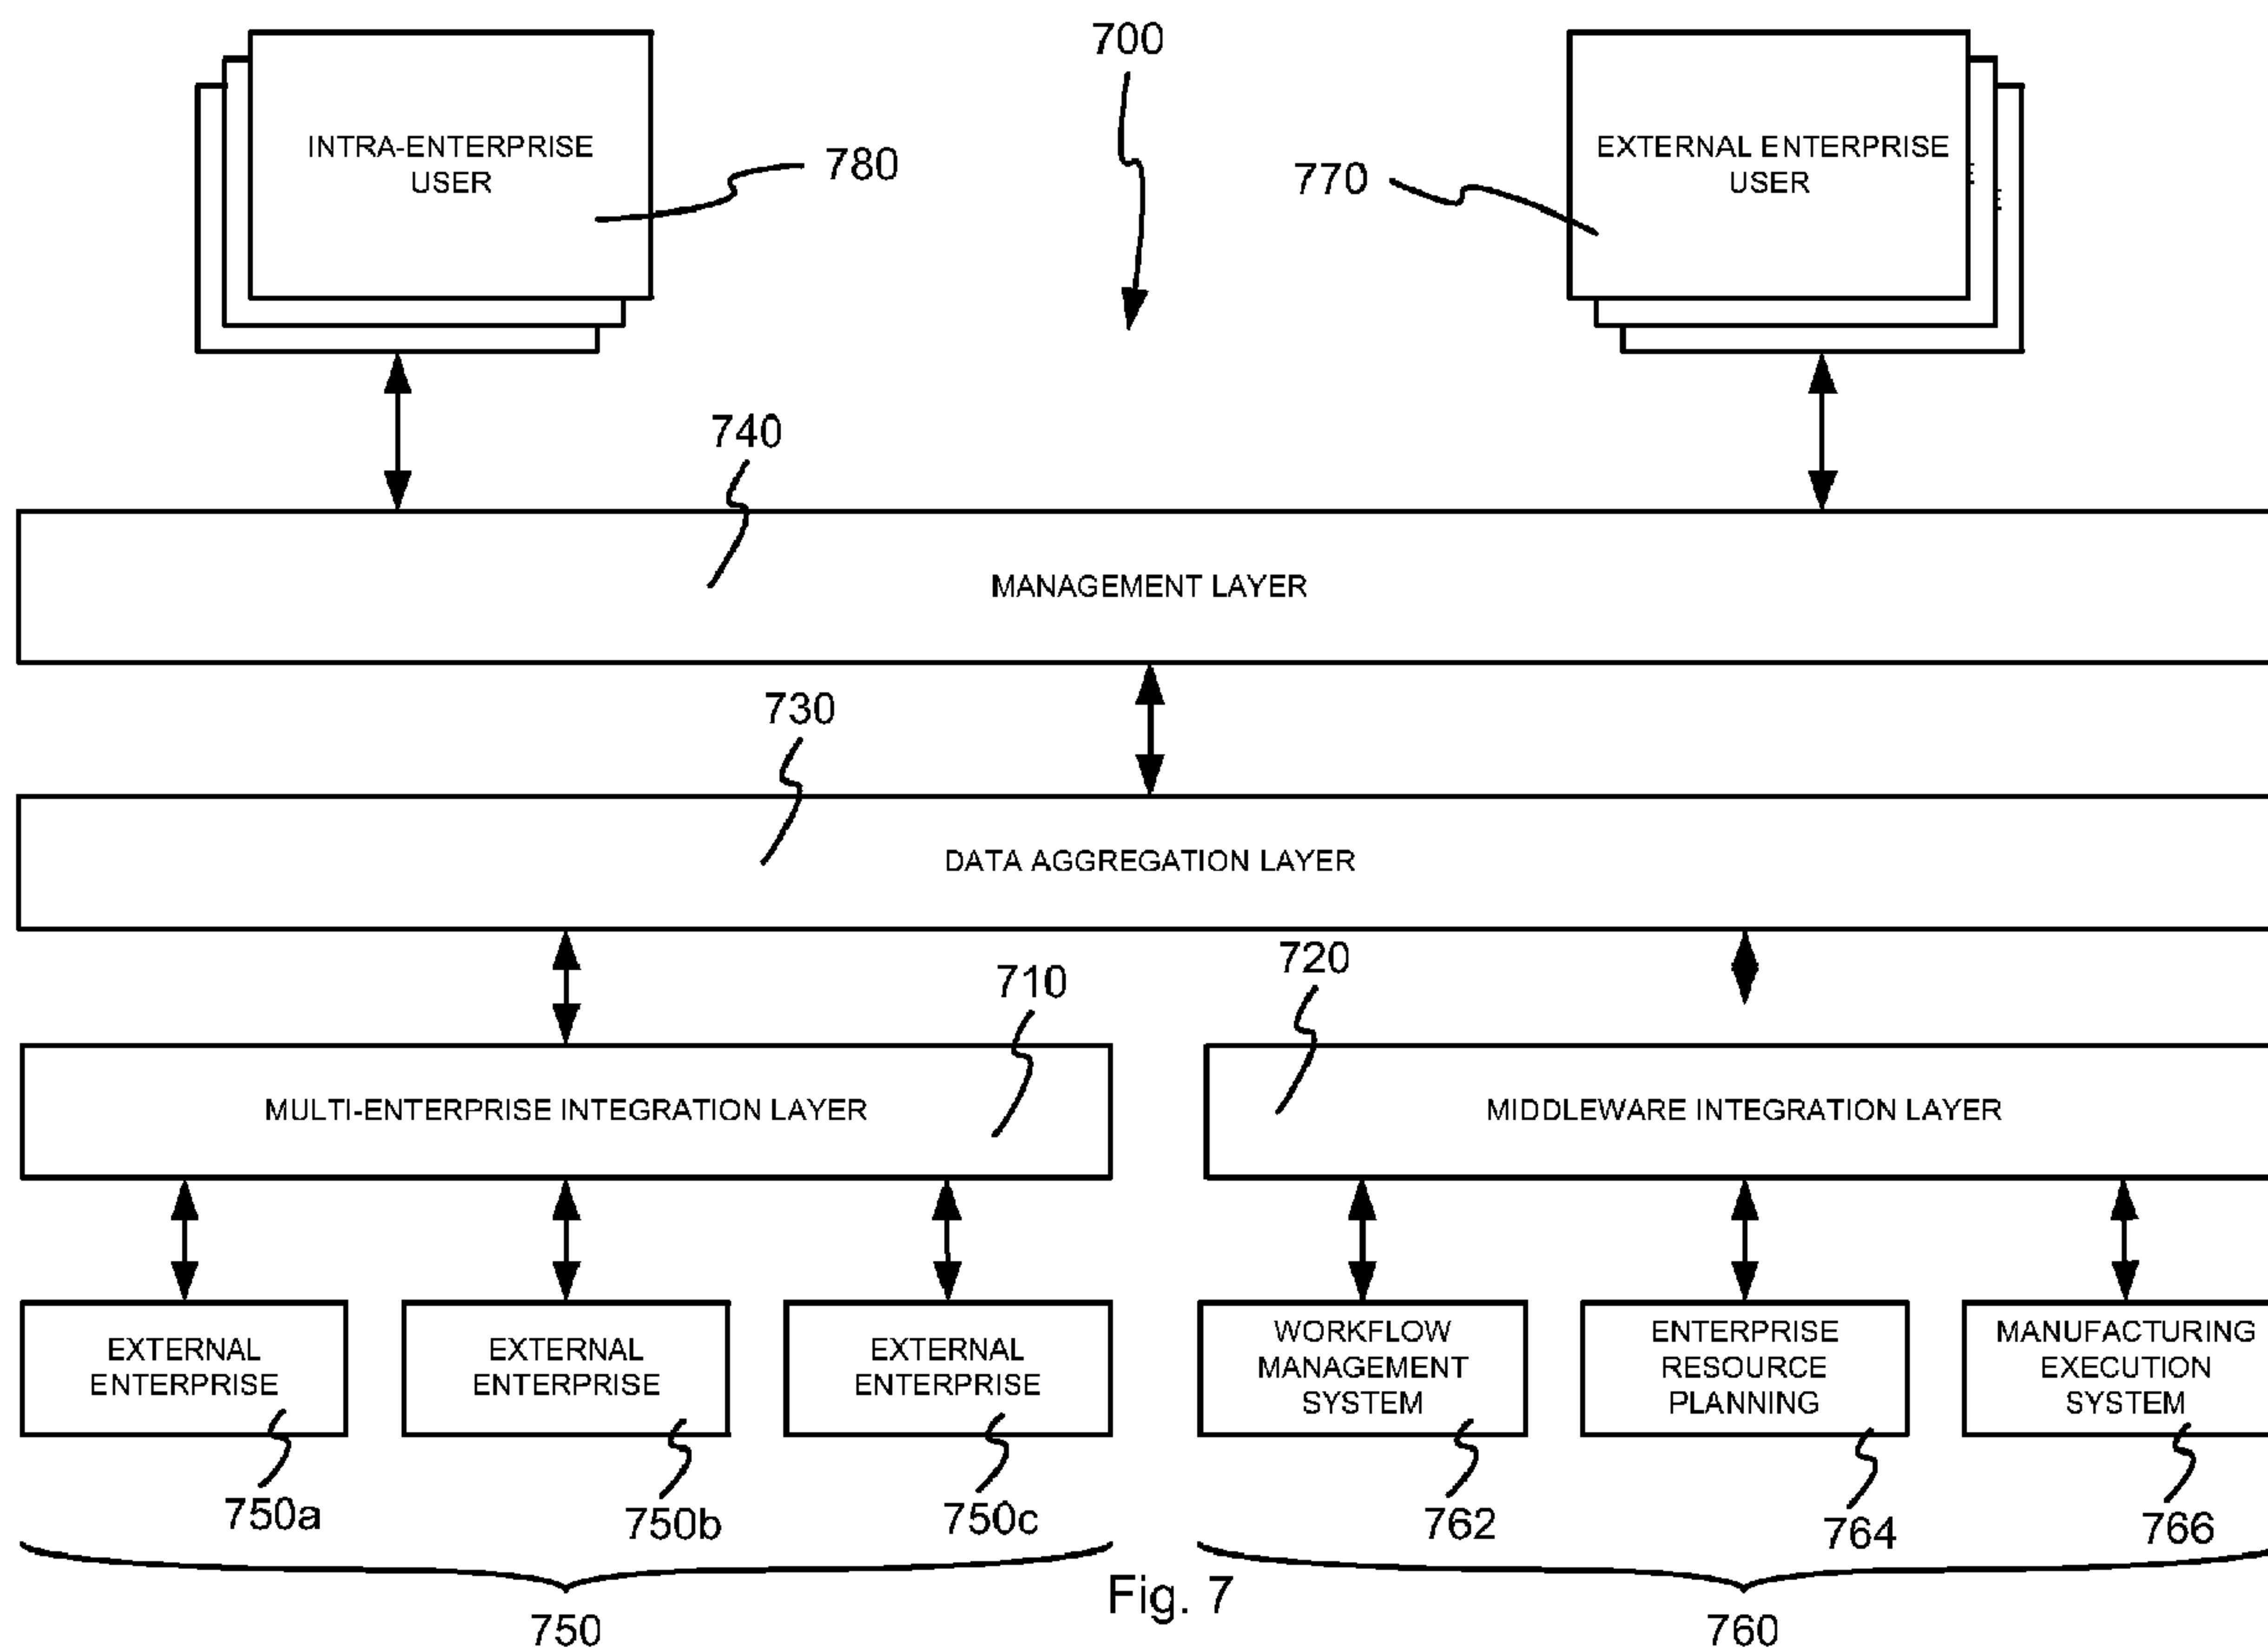 700
INTRA-ENTERPRISE
USER
780
770
EXTERNAL ENTERPRISE
USER
740
MANAGEMENT LAYER
730
DATA AGGREGATION LAYER
710
720
MULTI-ENTERPRISE INTEGRATION LAYER
MIDDLEWARE INTEGRATION LAYER
EXTERNAL
ENTERPRISE
EXTERNAL
ENTERPRISE
EXTERNAL
ENTERPRISE
WORKFLOW
MANAGEMENT
SYSTEM
ENTERPRISE
RESOURCE
PLANNING
MANUFACTURING
EXECUTION
SYSTEM
750a
750b
750c
762
764
766
750
Fig. 7
760